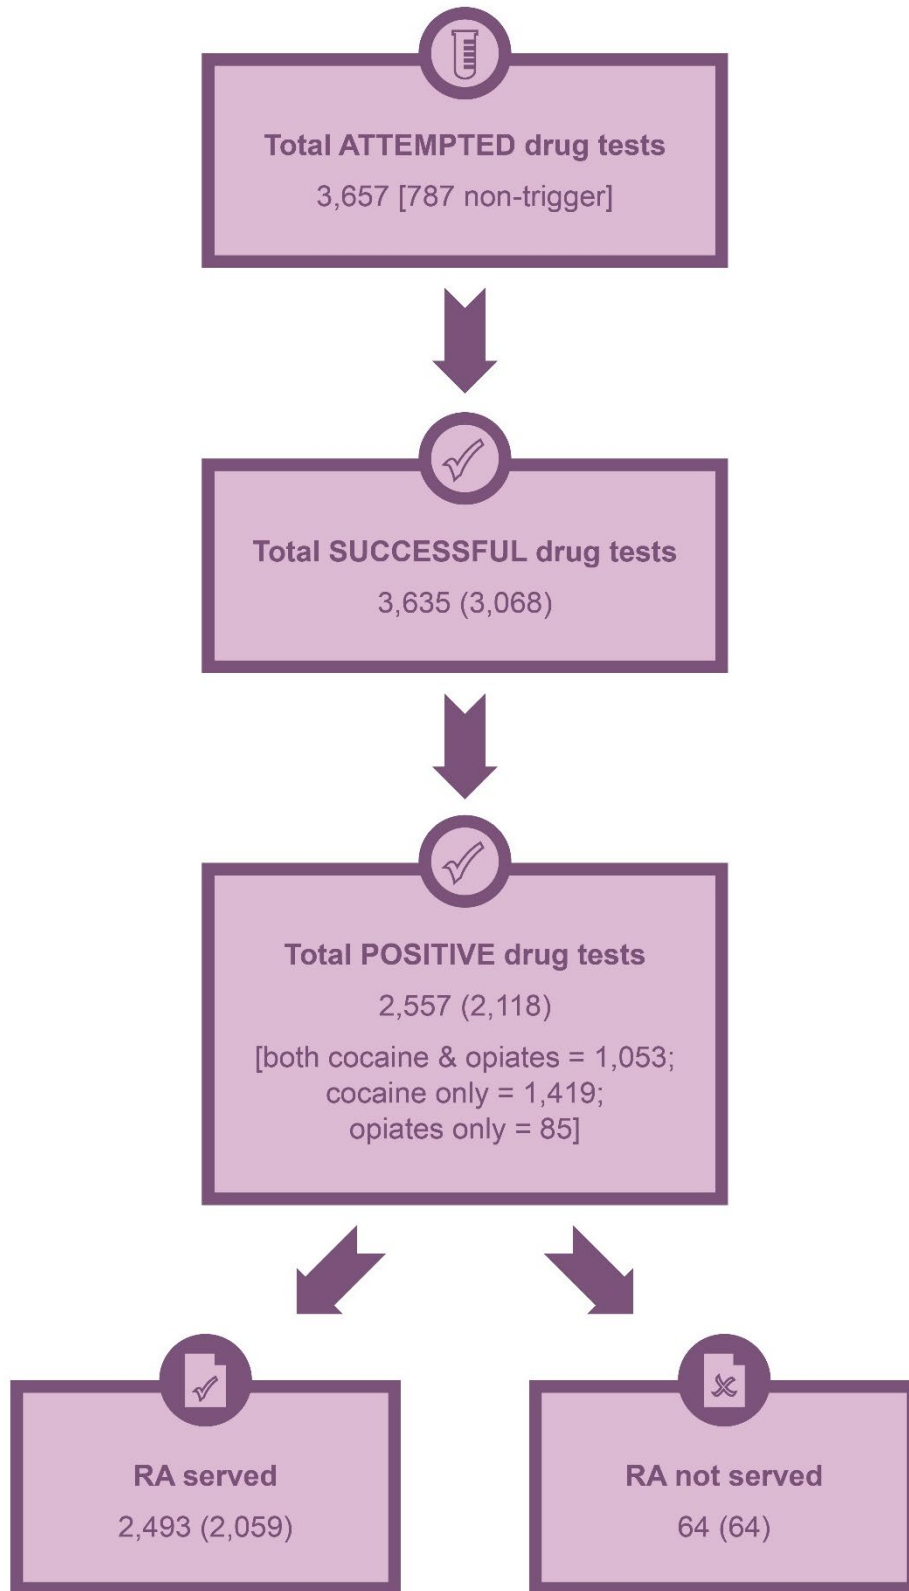 Total ATTEMPTED drug tests
3,657 [787 non-trigger]
Total SUCCESSFUL drug tests
3,635 (3,068)
Total POSITIVE drug tests
2,557 (2,118)
[both cocaine & opiates = 1,053;
cocaine only = 1,419;
opiates only = 85]
RA served
2,493 (2,059)
RA not served
64 (64)